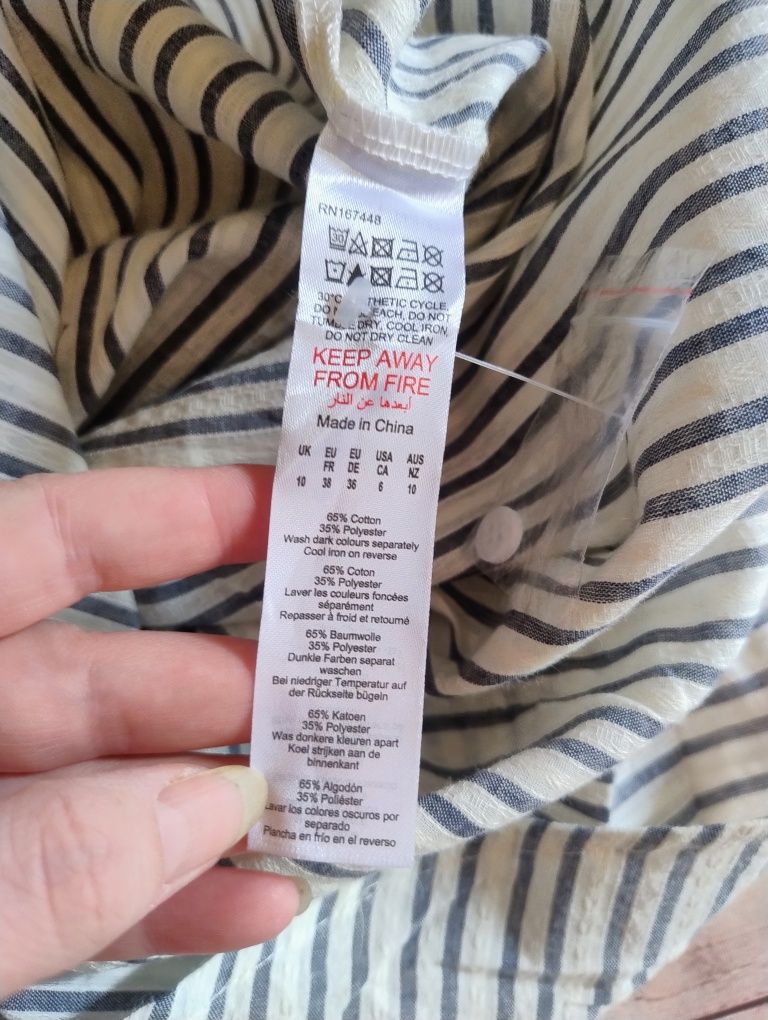 RN167448
30°C THETIC CYCLE,
DO EACH, DO NOT
DRY, COOL IRON,
DO NOT DRY CLEAN
KEEP AWAY
FROM FIRE
أبعدها عن النار
Made in China
UK EU EU USA AUS
FR DE CA NZ
10 38 36 6 10
65% Cotton
35% Polyester
Wash dark colours separately
Cool iron on reverse
65% Coton
35% Polyester
Laver les couleurs foncées
séparément
Repasser à froid et retourné
65% Baumwolle
35% Polyester
Dunkle Farben separat
waschen
Bei niedriger Temperatur auf
der Rückseite bügeln
65% Katoen
35% Polyester
Was donkere kleuren apart
Koel strijken aan de
binnenkant
65% Algodón
35% Poliéster
Lavar los colores oscuros por
separado
Plancha en frío en el reverso